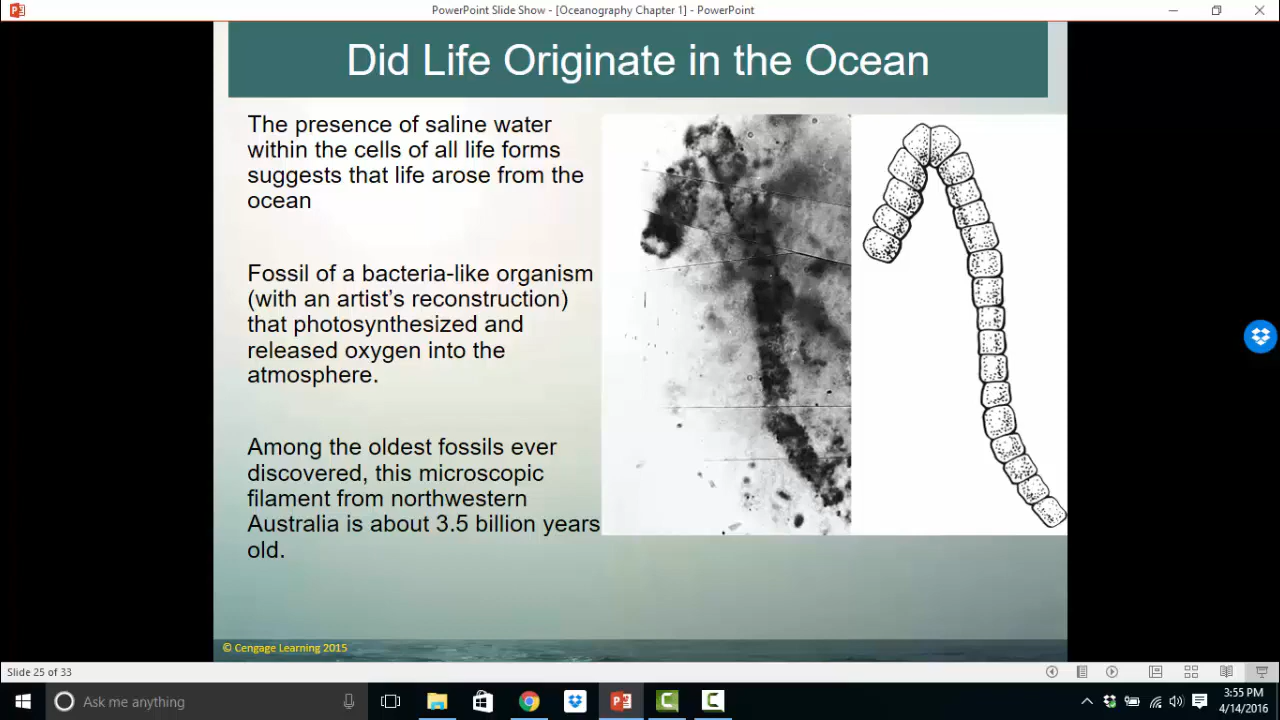 PowerPoint Slide Show - [Oceanography Chapter 1] - PowerPoint
Did Life Originate in the Ocean
The presence of saline water
within the cells of all life forms
suggests that life arose from the
ocean
Fossil of a bacteria-like organism
(with an artist's reconstruction)
that photosynthesized and
released oxygen into the
atmosphere.
Among the oldest fossils ever
discovered, this microscopic
filament from northwestern
Australia is about 3.5 billion years
old.
© Cengage Learning 2015
Slide 25 of 33
Ask me anything
3:55 PM
4/14/2016